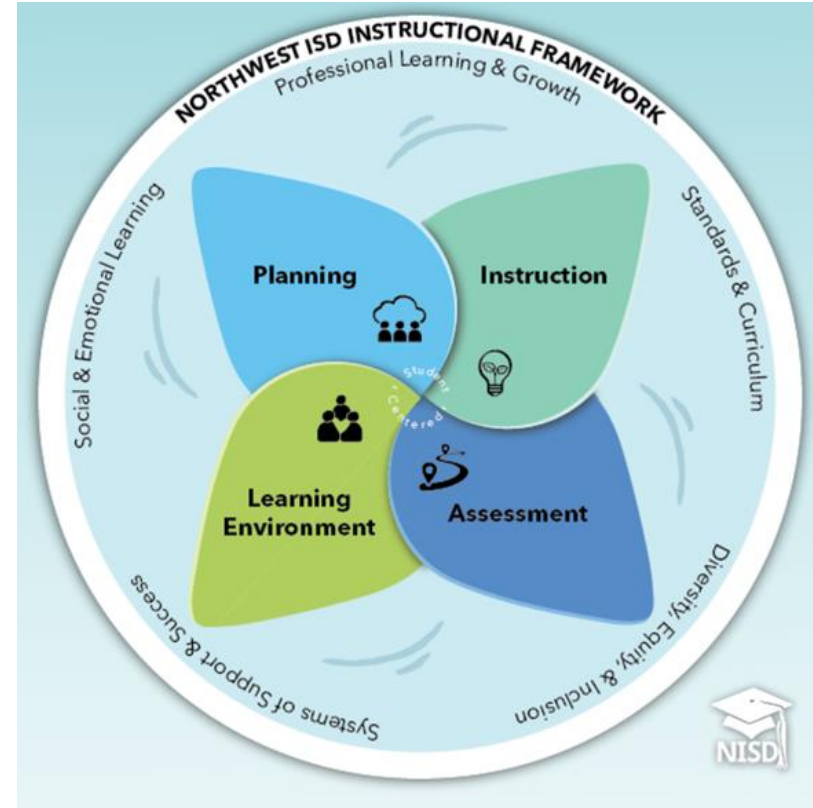 NORTHWEST ISD INSTRUCTIONAL FRAMEWORK
Professional Learning & Growth
Social & Emotional Learning
Standards & Curriculum
Planning
Instruction
Student
Centered
Learning
Environment
Assessment
Systems of Support & Success
Diversity, Equity, & Inclusion
NISD